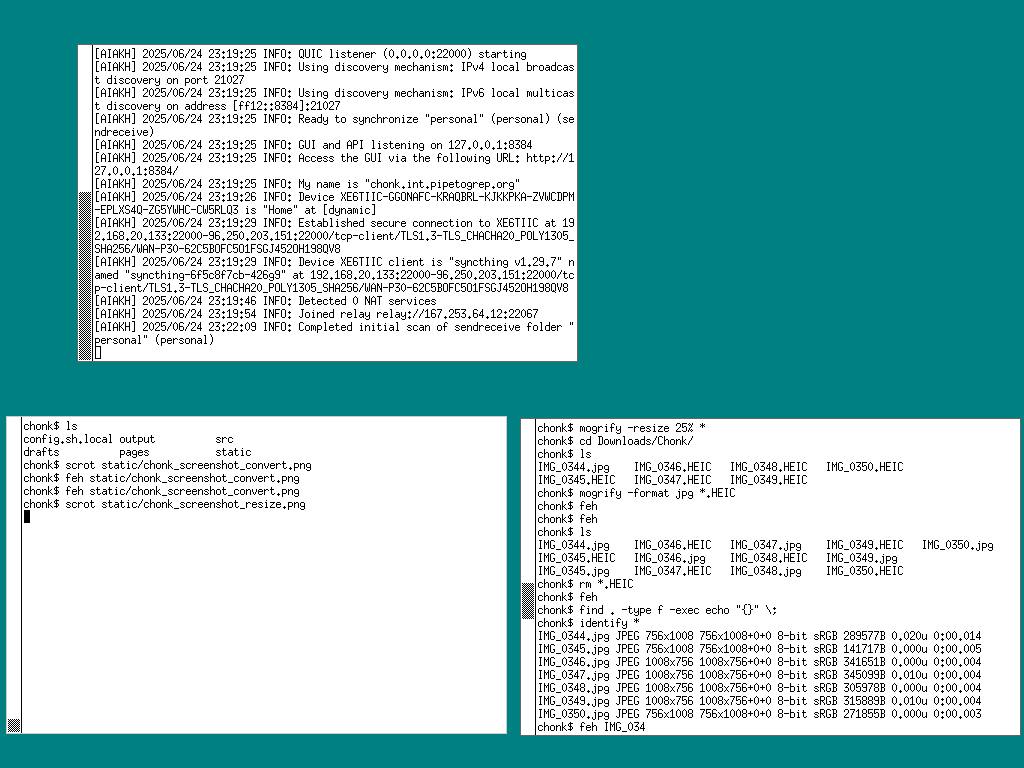 [AIAKH] 2025/06/24 23:19:25 INFO: QUIC listener (0.0.0.0:22000) starting
[AIAKH] 2025/06/24 23:19:25 INFO: Using discovery mechanism: IPv4 local broadcas
t discovery on port 21027
[AIAKH] 2025/06/24 23:19:25 INFO: Using discovery mechanism: IPv6 local multicas
t discovery on address [ff12::8384]:21027
[AIAKH] 2025/06/24 23:19:25 INFO: Ready to synchronize "personal" (personal) (se
ndreceive)
[AIAKH] 2025/06/24 23:19:25 INFO: GUI and API listening on 127.0.0.1:8384
[AIAKH] 2025/06/24 23:19:25 INFO: Access the GUI via the following URL: http://1
27.0.0.1:8384/
[AIAKH] 2025/06/24 23:19:25 INFO: My name is "chonk.int.pipetogrep.org"
[AIAKH] 2025/06/24 23:19:26 INFO: Device XE6TIIC-GGONAFC-KRAQBRL-KJKKPKA-ZVWCDPM
-EPLXS4Q-ZG5YWHC-CW5RLQ3 is "Home" at [dynamic]
[AIAKH] 2025/06/24 23:19:29 INFO: Established secure connection to XE6TIIC at 19
2.168.20.133:22000-96.250.203.151:22000/tcp-client/TLS1.3-TLS_CHACHA20_POLY1305_
SHA256/WAN-P30-62C5BOFC5O1FSGJ452OH198QV8
[AIAKH] 2025/06/24 23:19:29 INFO: Device XE6TIIC client is "syncthing v1.29.7" n
amed "syncthing-6f5c8f7cb-426g9" at 192.168.20.133:22000-96.250.203.151:22000/tc
p-client/TLS1.3-TLS_CHACHA20_POLY1305_SHA256/WAN-P30-62C5BOFC5O1FSGJ452OH198QV8
[AIAKH] 2025/06/24 23:19:46 INFO: Detected 0 NAT services
[AIAKH] 2025/06/24 23:19:54 INFO: Joined relay relay://167.253.64.12:22067
[AIAKH] 2025/06/24 23:22:09 INFO: Completed initial scan of sendreceive folder "
personal" (personal)
chonk$ ls
config.sh.local output          src
drafts          pages           static
chonk$ scrot static/chonk_screenshot_convert.png
chonk$ feh static/chonk_screenshot_convert.png
chonk$ feh static/chonk_screenshot_convert.png
chonk$ scrot static/chonk_screenshot_resize.png
chonk$ mogrify -resize 25% *
chonk$ cd Downloads/Chonk/
chonk$ ls
IMG_0344.jpg    IMG_0346.HEIC   IMG_0348.HEIC   IMG_0350.HEIC
IMG_0345.HEIC   IMG_0347.HEIC   IMG_0349.HEIC
chonk$ mogrify -format jpg *.HEIC
chonk$ feh
chonk$ feh
chonk$ ls
IMG_0344.jpg    IMG_0346.HEIC   IMG_0347.jpg    IMG_0349.HEIC   IMG_0350.jpg
IMG_0345.HEIC   IMG_0346.jpg    IMG_0348.HEIC   IMG_0349.jpg
IMG_0345.jpg    IMG_0347.HEIC   IMG_0348.jpg    IMG_0350.HEIC
chonk$ rm *.HEIC
chonk$ feh
chonk$ find . -type f -exec echo "{}" \;
chonk$ identify *
IMG_0344.jpg JPEG 756x1008 756x1008+0+0 8-bit sRGB 289577B 0.020u 0:00.014
IMG_0345.jpg JPEG 756x1008 756x1008+0+0 8-bit sRGB 141717B 0.000u 0:00.005
IMG_0346.jpg JPEG 1008x756 1008x756+0+0 8-bit sRGB 341651B 0.000u 0:00.004
IMG_0347.jpg JPEG 1008x756 1008x756+0+0 8-bit sRGB 345099B 0.010u 0:00.004
IMG_0348.jpg JPEG 1008x756 1008x756+0+0 8-bit sRGB 305978B 0.000u 0:00.004
IMG_0349.jpg JPEG 1008x756 1008x756+0+0 8-bit sRGB 315889B 0.010u 0:00.004
IMG_0350.jpg JPEG 756x1008 756x1008+0+0 8-bit sRGB 271855B 0.000u 0:00.003
chonk$ feh IMG_034